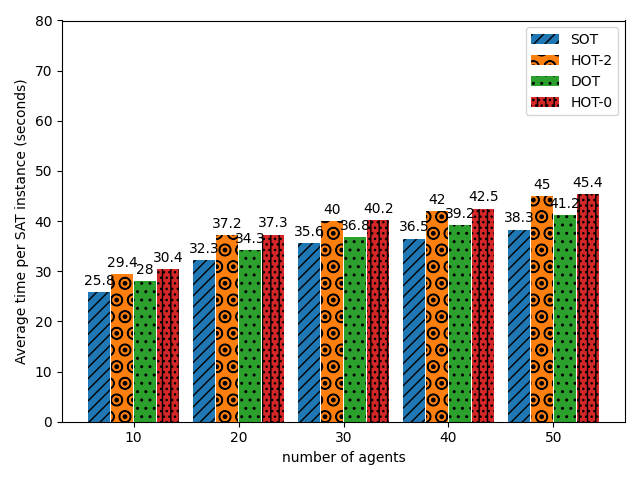 80
70
60
50
40
30
20
10
0
Average time per SAT instance (seconds)
SOT
HOT-2
DOT
HOT-0
25.8 29.4 28 30.4
32.3 37.2 34.3 37.3
35.6 40 36.8 40.2
36.5 42 39.2 42.5
38.3 45 41.2 45.4
10 20 30 40 50
number of agents